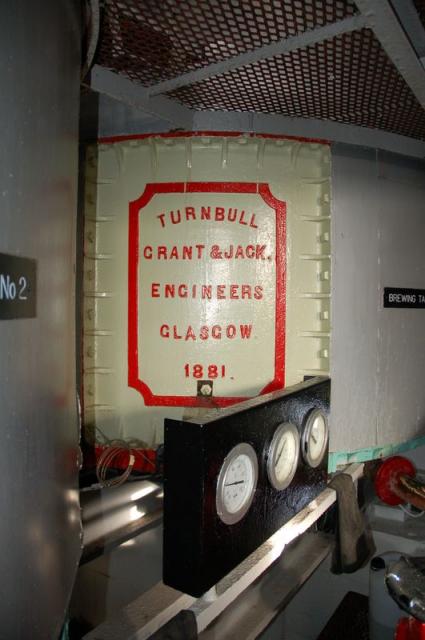 TURNBULL
GRANT & JACK.
ENGINEERS
GLASGOW
1881.
No 2
BREWING TA